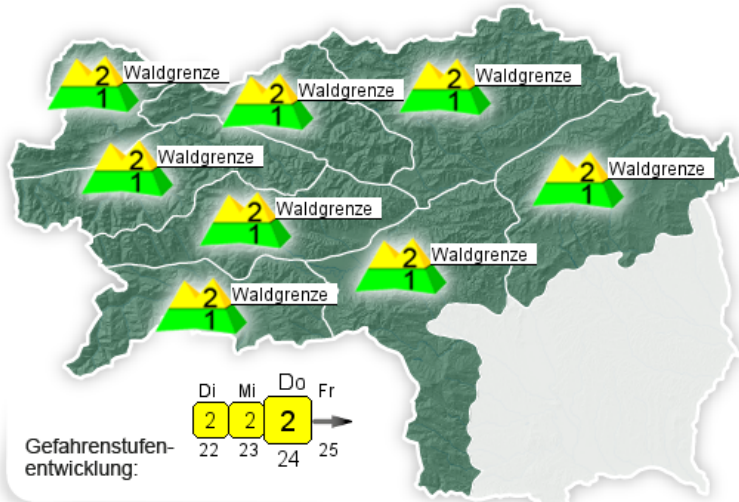 2 Waldgrenze
1
2 Waldgrenze
1
2 Waldgrenze
1
2 Waldgrenze
1
2 Waldgrenze
1
2 Waldgrenze
1
2 Waldgrenze
1
2 Waldgrenze
1
Di Mi Do Fr
2 2 2
22 23 24 25
Gefahrenstufen-
entwicklung: